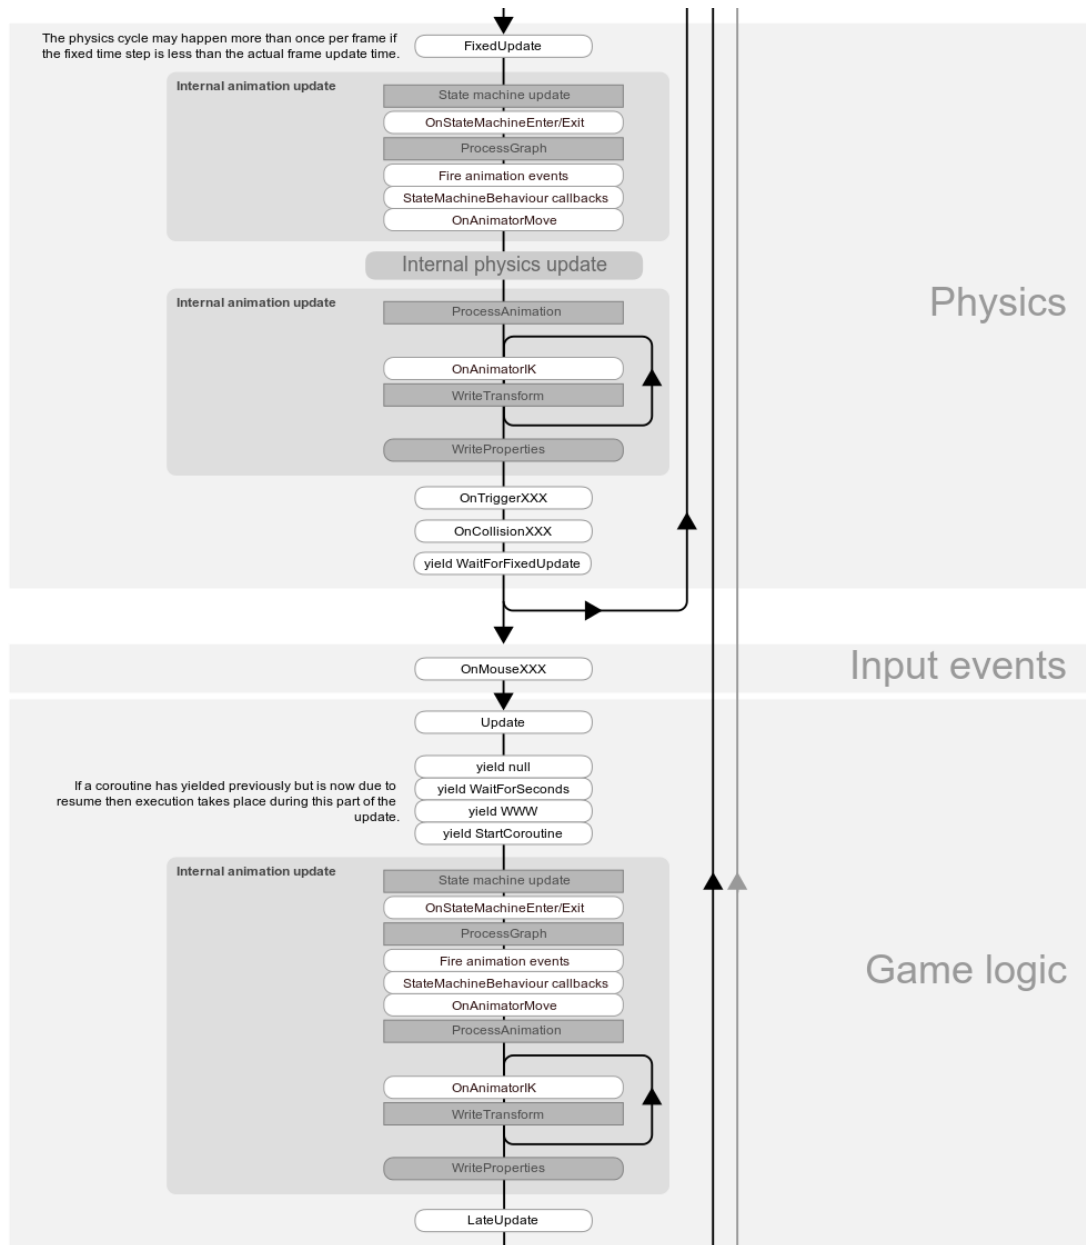 The physics cycle may happen more than once per frame if
the fixed time step is less than the actual frame update time.
FixedUpdate
Internal animation update
State machine update
OnStateMachineEnter/Exit
ProcessGraph
Fire animation events
StateMachineBehaviour callbacks
OnAnimatorMove
Internal physics update
Physics
Internal animation update
ProcessAnimation
OnAnimatorIK
WriteTransform
WriteProperties
OnTriggerXXX
OnCollisionXXX
yield WaitForFixedUpdate
Input events
OnMouseXXX
Update
yield null
If a coroutine has yielded previously but is now due to
resume then execution takes place during this part of the
update.
yield WaitForSeconds
yield WWW
yield StartCoroutine
Internal animation update
State machine update
OnStateMachineEnter/Exit
ProcessGraph
Fire animation events
Game logic
StateMachineBehaviour callbacks
OnAnimatorMove
ProcessAnimation
OnAnimatorIK
WriteTransform
WriteProperties
LateUpdate